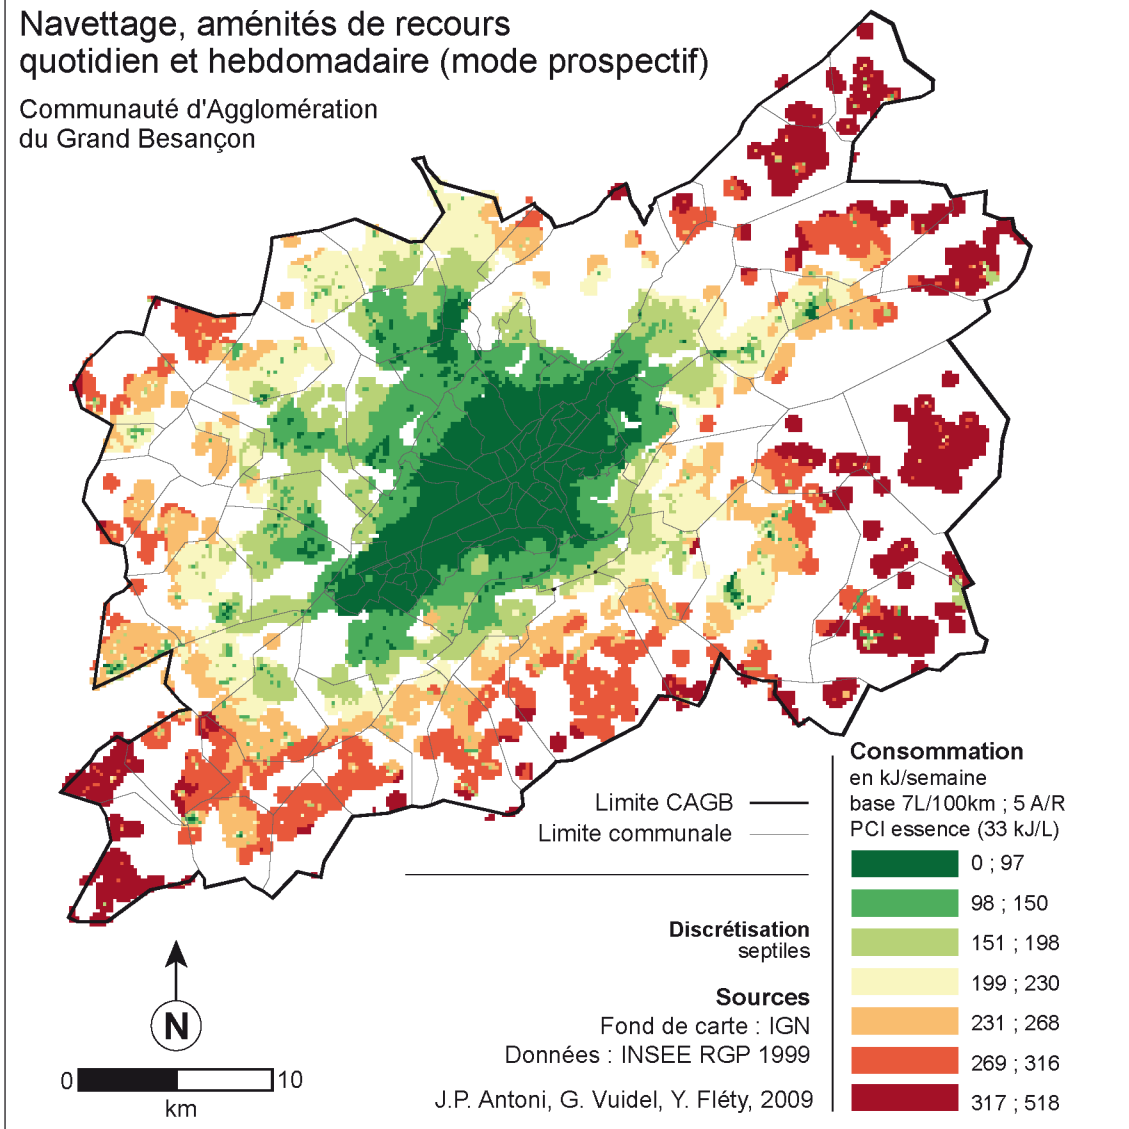 Navettage, aménités de recours
quotidien et hebdomadaire (mode prospectif)
Communauté d'Agglomération
du Grand Besançon
Limite CAGB
Limite communale
Discrétisation
septiles
Sources
Fond de carte : IGN
Données : INSEE RGP 1999
J.P. Antoni, G. Vuidel, Y. Fléty, 2009
Consommation
en kJ/semaine
base 7L/100km ; 5 A/R
PCI essence (33 kJ/L)
0 ; 97
98 ; 150
151 ; 198
199 ; 230
231 ; 268
269 ; 316
317 ; 518
N
0 10
km